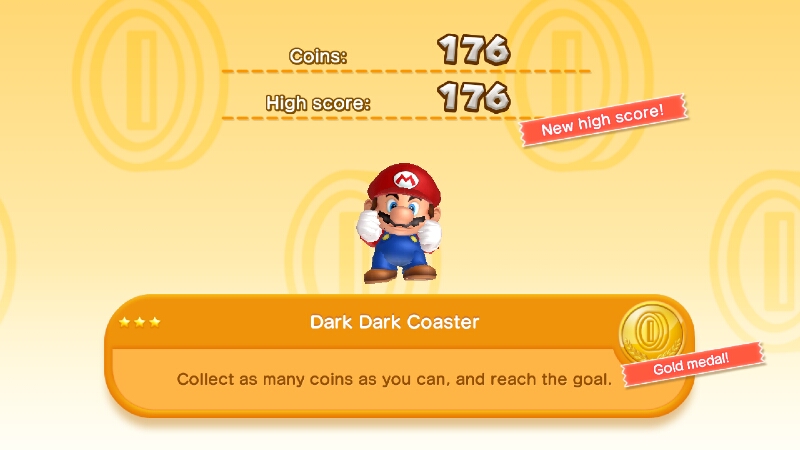 Coins: 176
High score: 176
New high score!
M
Dark Dark Coaster
Collect as many coins as you can, and reach the goal.
Gold medal!